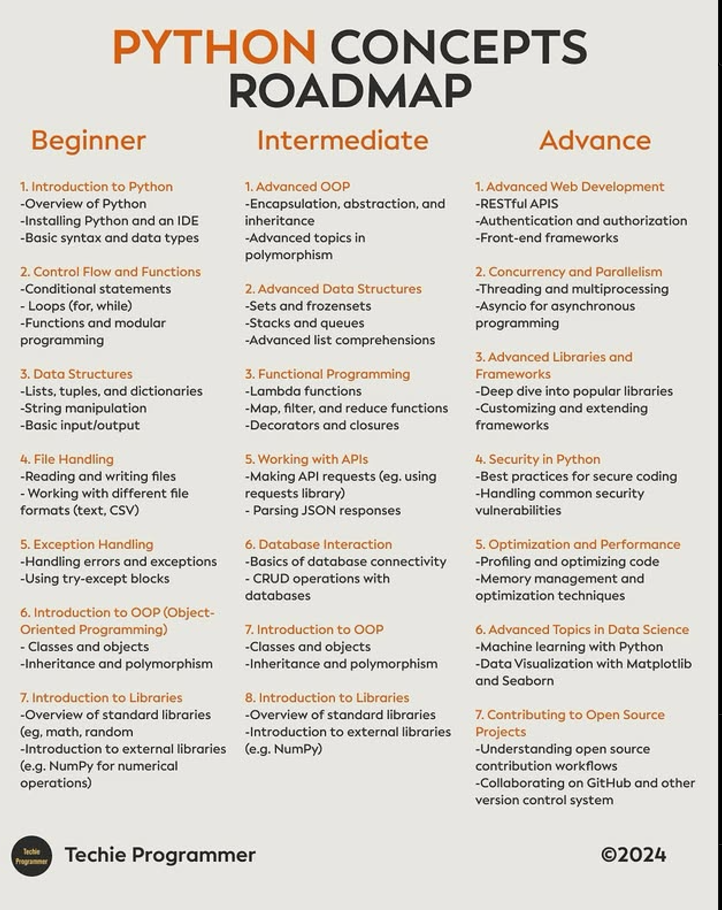 PYTHON CONCEPTS
ROADMAP
Beginner
1. Introduction to Python
-Overview of Python
-Installing Python and an IDE
-Basic syntax and data types
2. Control Flow and Functions
-Conditional statements
- Loops (for, while)
-Functions and modular
programming
3. Data Structures
-Lists, tuples, and dictionaries
-String manipulation
-Basic input/output
4. File Handling
-Reading and writing files
- Working with different file
formats (text, CSV)
5. Exception Handling
-Handling errors and exceptions
-Using try-except blocks
6. Introduction to OOP (Object-
Oriented Programming)
- Classes and objects
-Inheritance and polymorphism
7. Introduction to Libraries
-Overview of standard libraries
(eg, math, random
-Introduction to external libraries
(e.g. NumPy for numerical
operations)
Intermediate
1. Advanced OOP
-Encapsulation, abstraction, and
inheritance
-Advanced topics in
polymorphism
2. Advanced Data Structures
-Sets and frozensets
-Stacks and queues
-Advanced list comprehensions
3. Functional Programming
-Lambda functions
-Map, filter, and reduce functions
-Decorators and closures
5. Working with APIs
-Making API requests (eg. using
requests library)
- Parsing JSON responses
6. Database Interaction
-Basics of database connectivity
- CRUD operations with
databases
7. Introduction to OOP
-Classes and objects
-Inheritance and polymorphism
8. Introduction to Libraries
-Overview of standard libraries
-Introduction to external libraries
(e.g. NumPy)
Advance
1. Advanced Web Development
-RESTful APIS
-Authentication and authorization
-Front-end frameworks
2. Concurrency and Parallelism
-Threading and multiprocessing
-Asyncio for asynchronous
programming
3. Advanced Libraries and
Frameworks
-Deep dive into popular libraries
-Customizing and extending
frameworks
4. Security in Python
-Best practices for secure coding
-Handling common security
vulnerabilities
5. Optimization and Performance
-Profiling and optimizing code
-Memory management and
optimization techniques
6. Advanced Topics in Data Science
-Machine learning with Python
-Data Visualization with Matplotlib
and Seaborn
7. Contributing to Open Source
Projects
-Understanding open source
contribution workflows
-Collaborating on GitHub and other
version control system
Techie
Programmer
Techie Programmer
©2024